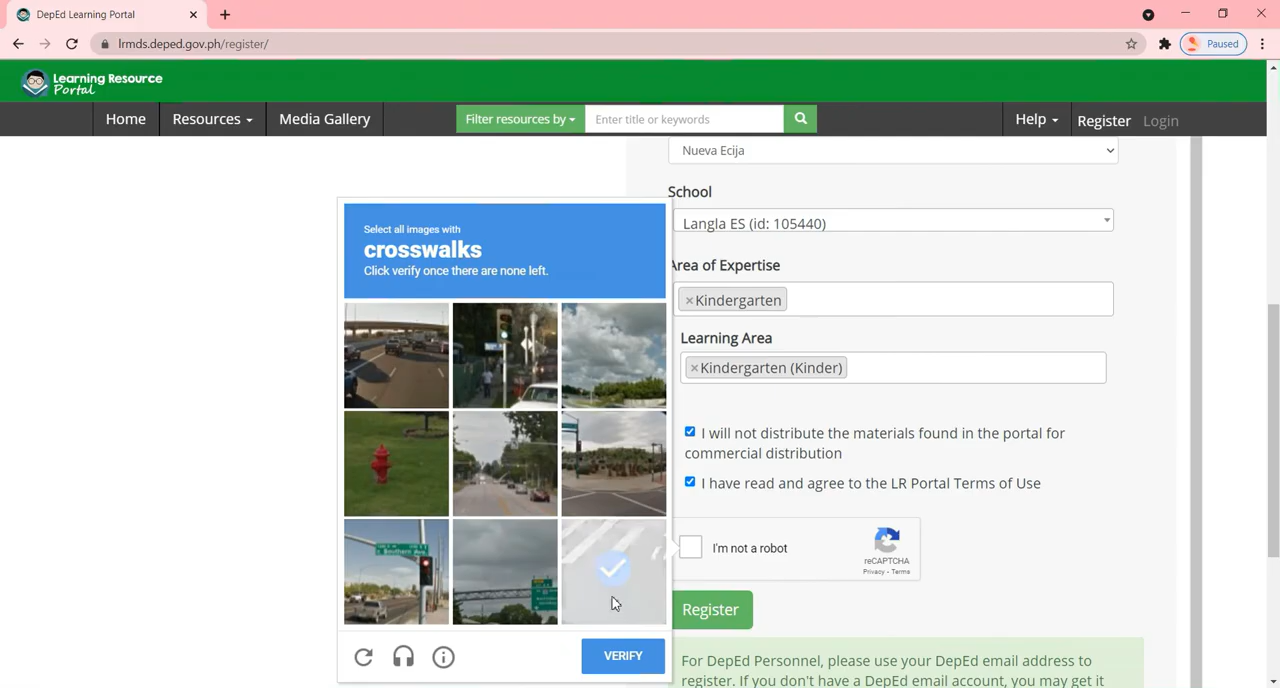 DepEd Learning Portal
lrmds.deped.gov.ph/register/
Paused
Learning Resource
Portal
Home
Resources
Media Gallery
Filter resources by
Enter title or keywords
Help
Register
Login
Nueva Ecija
School
Langla ES (id: 105440)
Area of Expertise
×Kindergarten
Learning Area
×Kindergarten (Kinder)
I will not distribute the materials found in the portal for
commercial distribution
I have read and agree to the LR Portal Terms of Use
Select all images with
crosswalks
Click verify once there are none left.
VERIFY
I'm not a robot
reCAPTCHA
Privacy - Terms
Register
For DepEd Personnel, please use your DepEd email address to
register. If you don't have a DepEd email account, you may get it